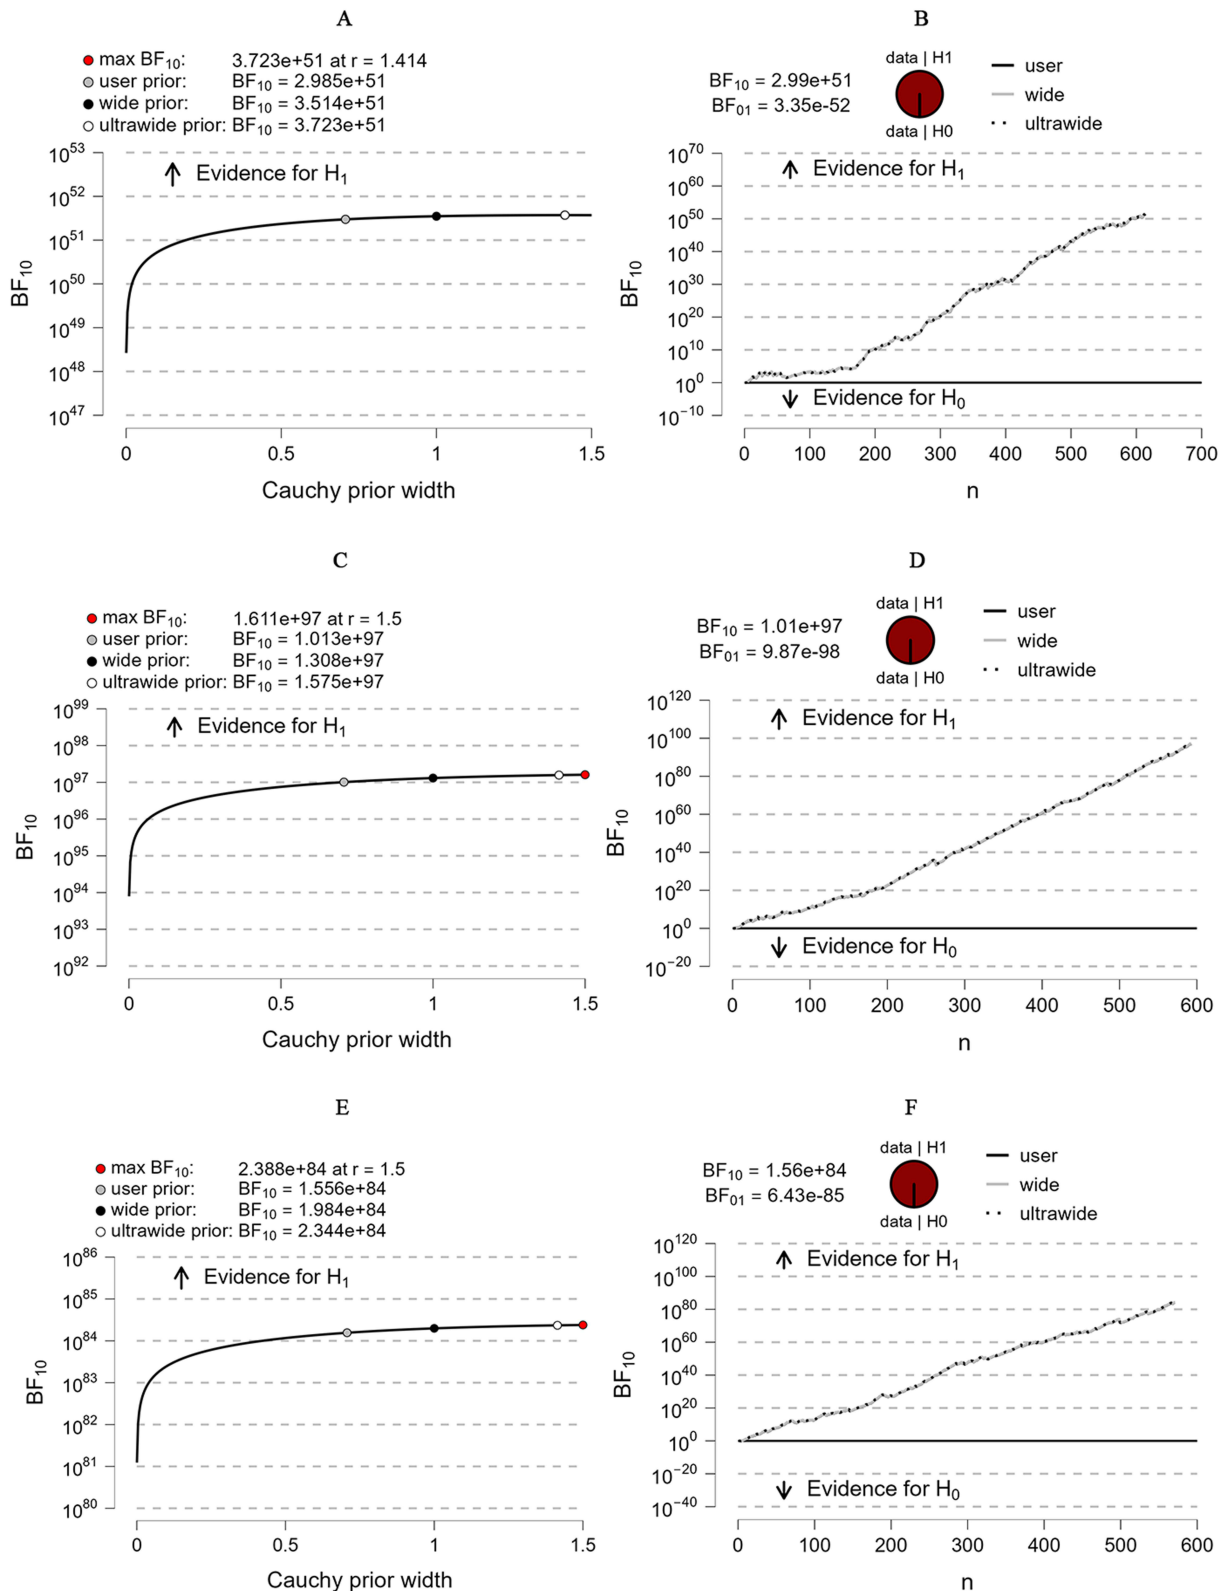 A
max BF10: 3.723e+51 at r = 1.414
user prior: BF10 = 2.985e+51
wide prior: BF10 = 3.514e+51
ultrawide prior: BF10 = 3.723e+51
10^53
10^52
10^51
10^50
10^49
10^48
10^47
↑ Evidence for H1
BF10
0 0.5 1 1.5
Cauchy prior width
B
BF10 = 2.99e+51
BF01 = 3.35e-52
data | H1
data | H0
user
wide
ultrawide
10^70
10^60
10^50
10^40
10^30
10^20
10^10
10^0
10^−10
↑ Evidence for H1
↓ Evidence for H0
BF10
0 100 200 300 400 500 600 700
n
C
max BF10: 1.611e+97 at r = 1.5
user prior: BF10 = 1.013e+97
wide prior: BF10 = 1.308e+97
ultrawide prior: BF10 = 1.575e+97
10^99
10^98
10^97
10^96
10^95
10^94
10^93
10^92
↑ Evidence for H1
BF10
0 0.5 1 1.5
Cauchy prior width
D
BF10 = 1.01e+97
BF01 = 9.87e-98
data | H1
data | H0
user
wide
ultrawide
10^120
10^100
10^80
10^60
10^40
10^20
10^0
10^−20
↑ Evidence for H1
↓ Evidence for H0
BF10
0 100 200 300 400 500 600
n
E
max BF10: 2.388e+84 at r = 1.5
user prior: BF10 = 1.556e+84
wide prior: BF10 = 1.984e+84
ultrawide prior: BF10 = 2.344e+84
10^86
10^85
10^84
10^83
10^82
10^81
10^80
↑ Evidence for H1
BF10
0 0.5 1 1.5
Cauchy prior width
F
BF10 = 1.56e+84
BF01 = 6.43e-85
data | H1
data | H0
user
wide
ultrawide
10^120
10^100
10^80
10^60
10^40
10^20
10^0
10^−20
10^−40
↑ Evidence for H1
↓ Evidence for H0
BF10
0 100 200 300 400 500 600
n